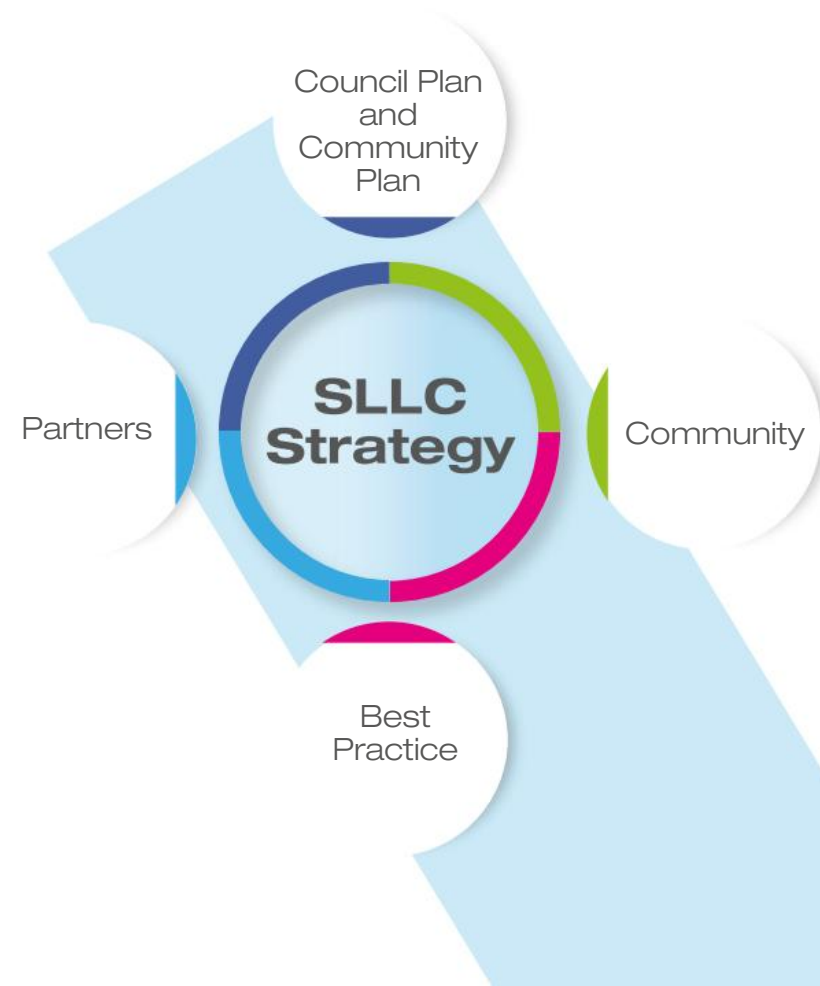 Council Plan
and
Community
Plan
Partners
SLLC
Strategy
Community
Best
Practice